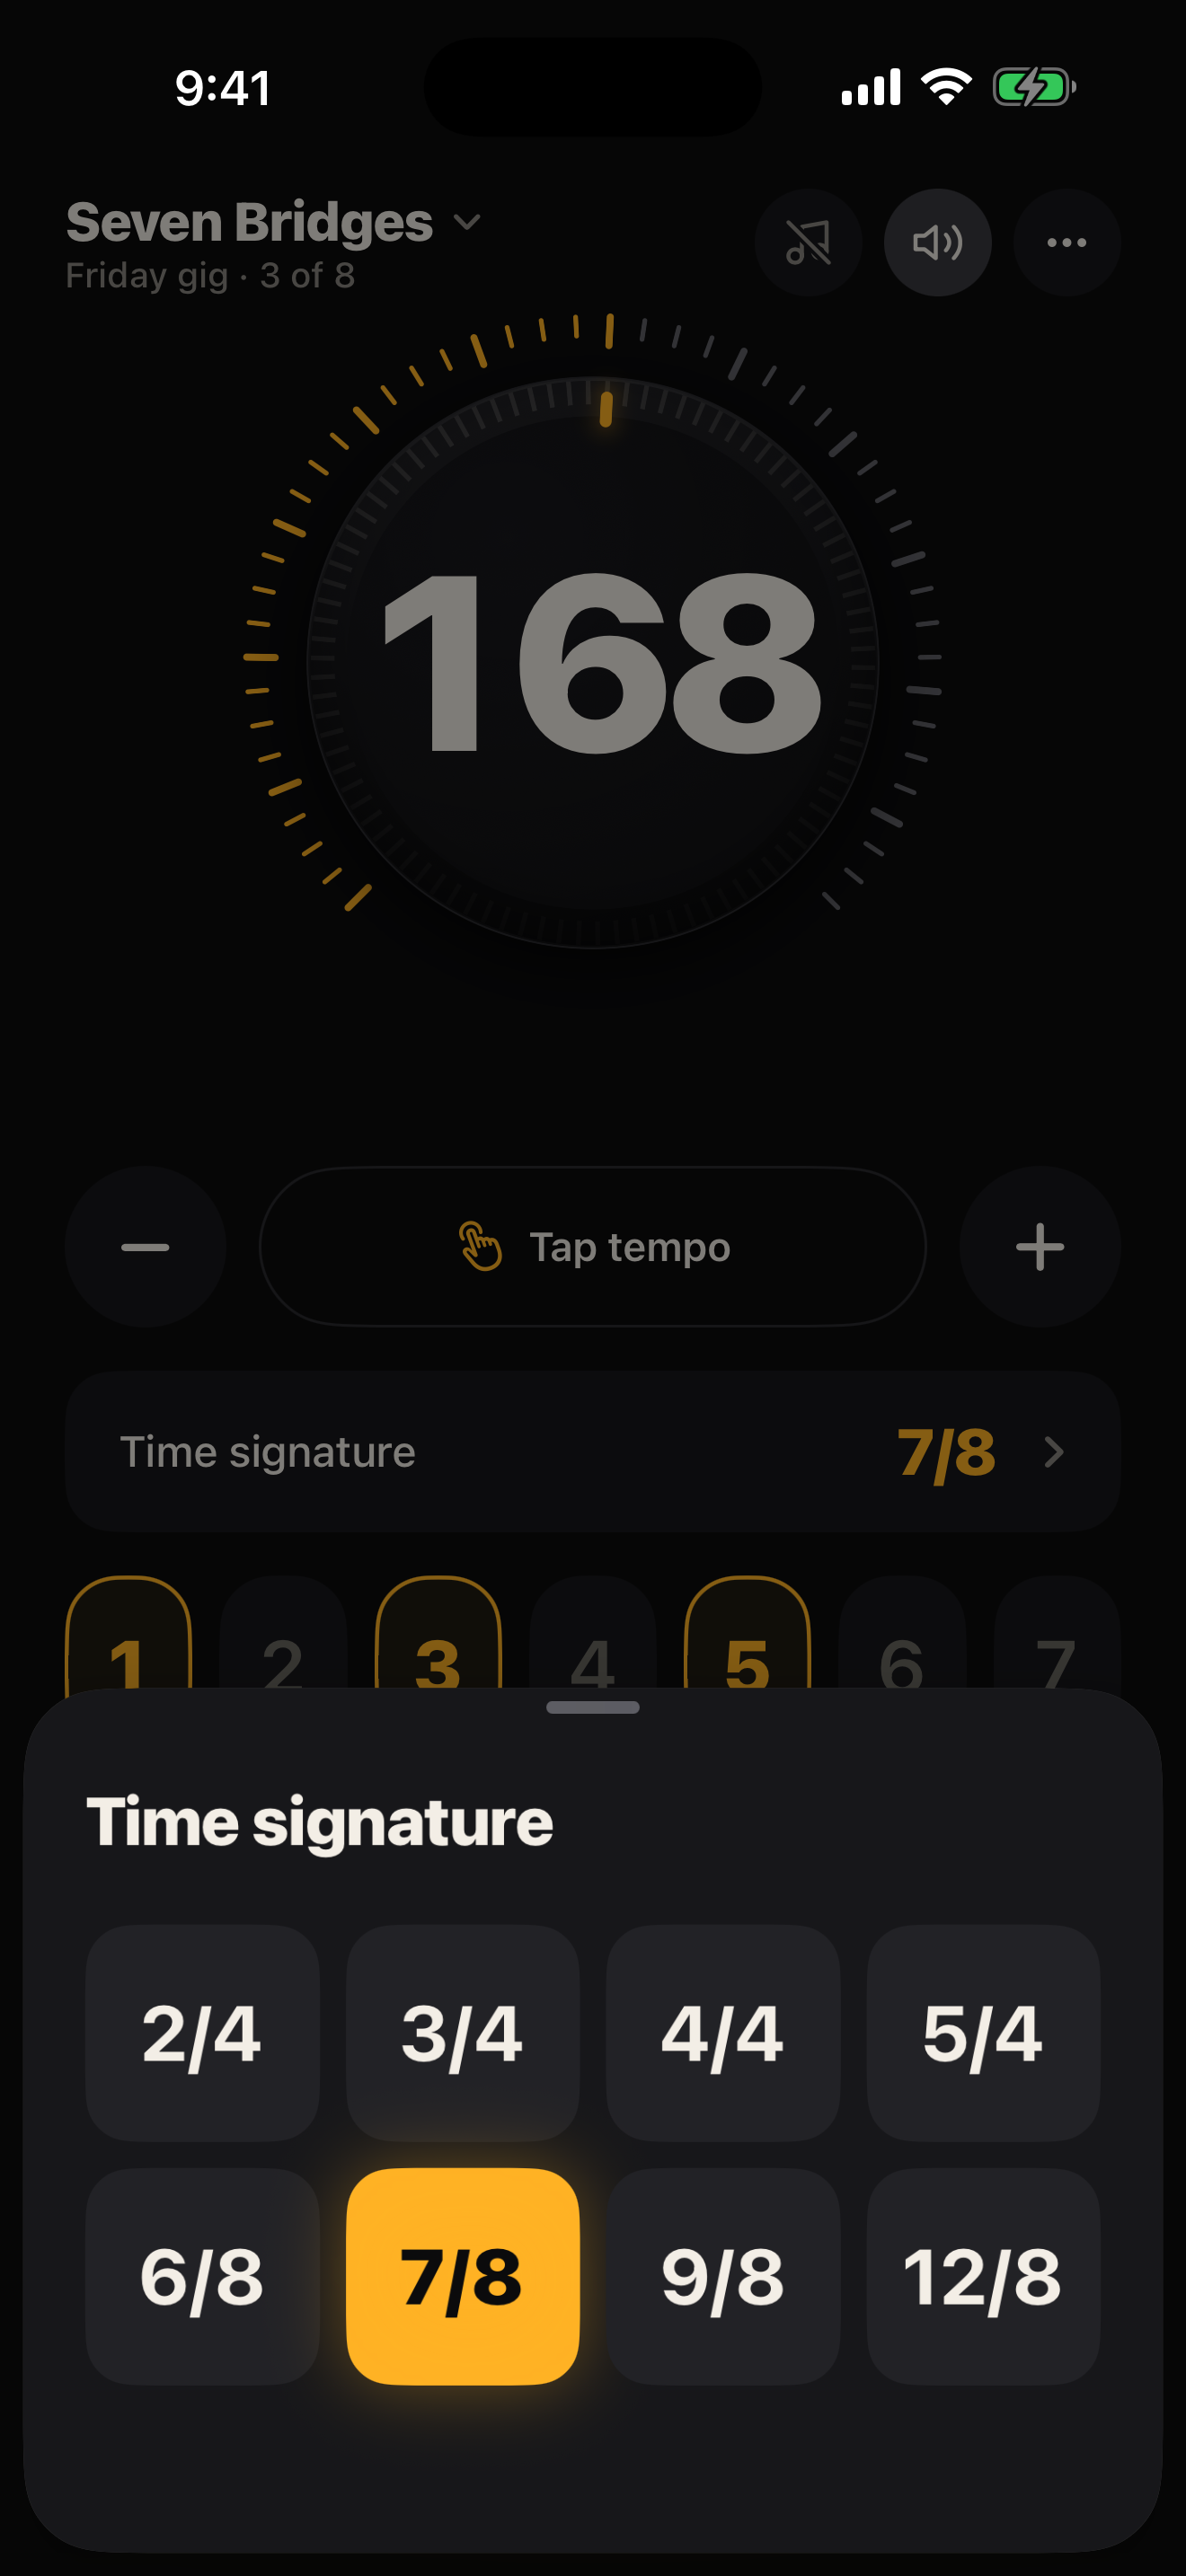 9:41
Seven Bridges
Friday gig · 3 of 8
168
Tap tempo
Time signature 7/8
1 2 3 4 5 6 7
Time signature
2/4 3/4 4/4 5/4
6/8 7/8 9/8 12/8